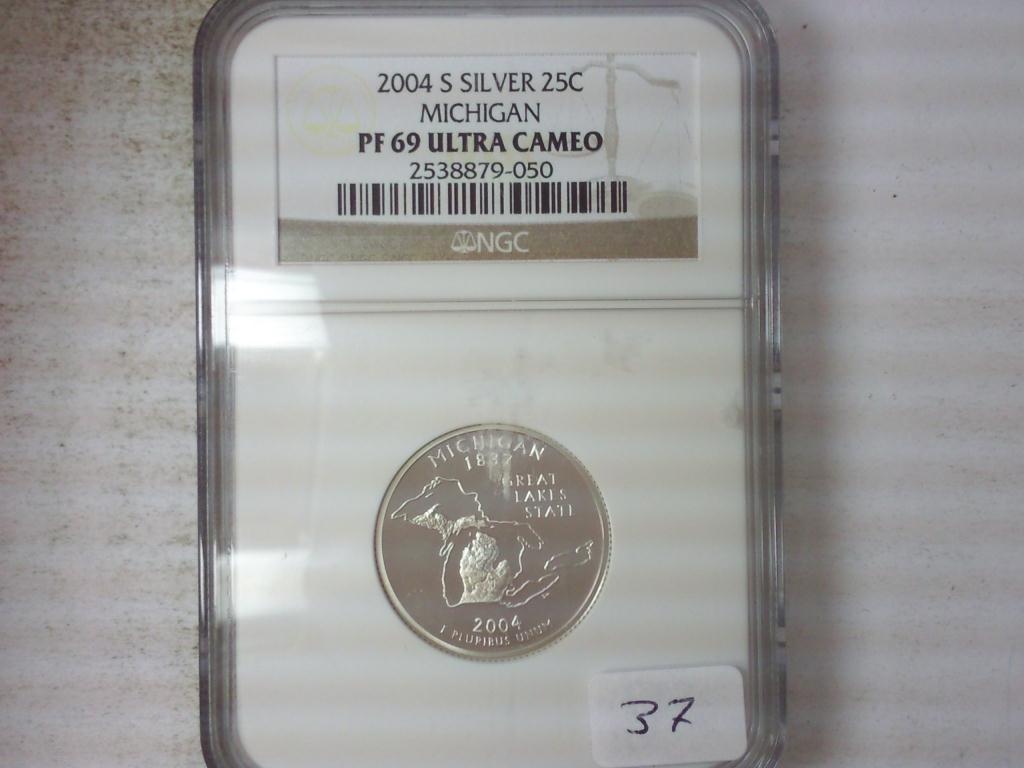 2004 S SILVER 25C
MICHIGAN
PF 69 ULTRA CAMEO
2538879-050
NGC
MICHIGAN
1837
GREAT
LAKES
STATE
2004
E PLURIBUS UNUM
37